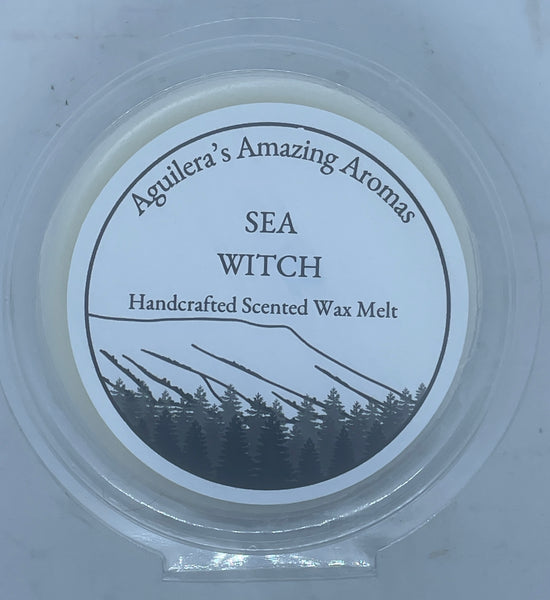 Aguilera's Amazing Aromas
SEA
WITCH
Handcrafted Scented Wax Melt